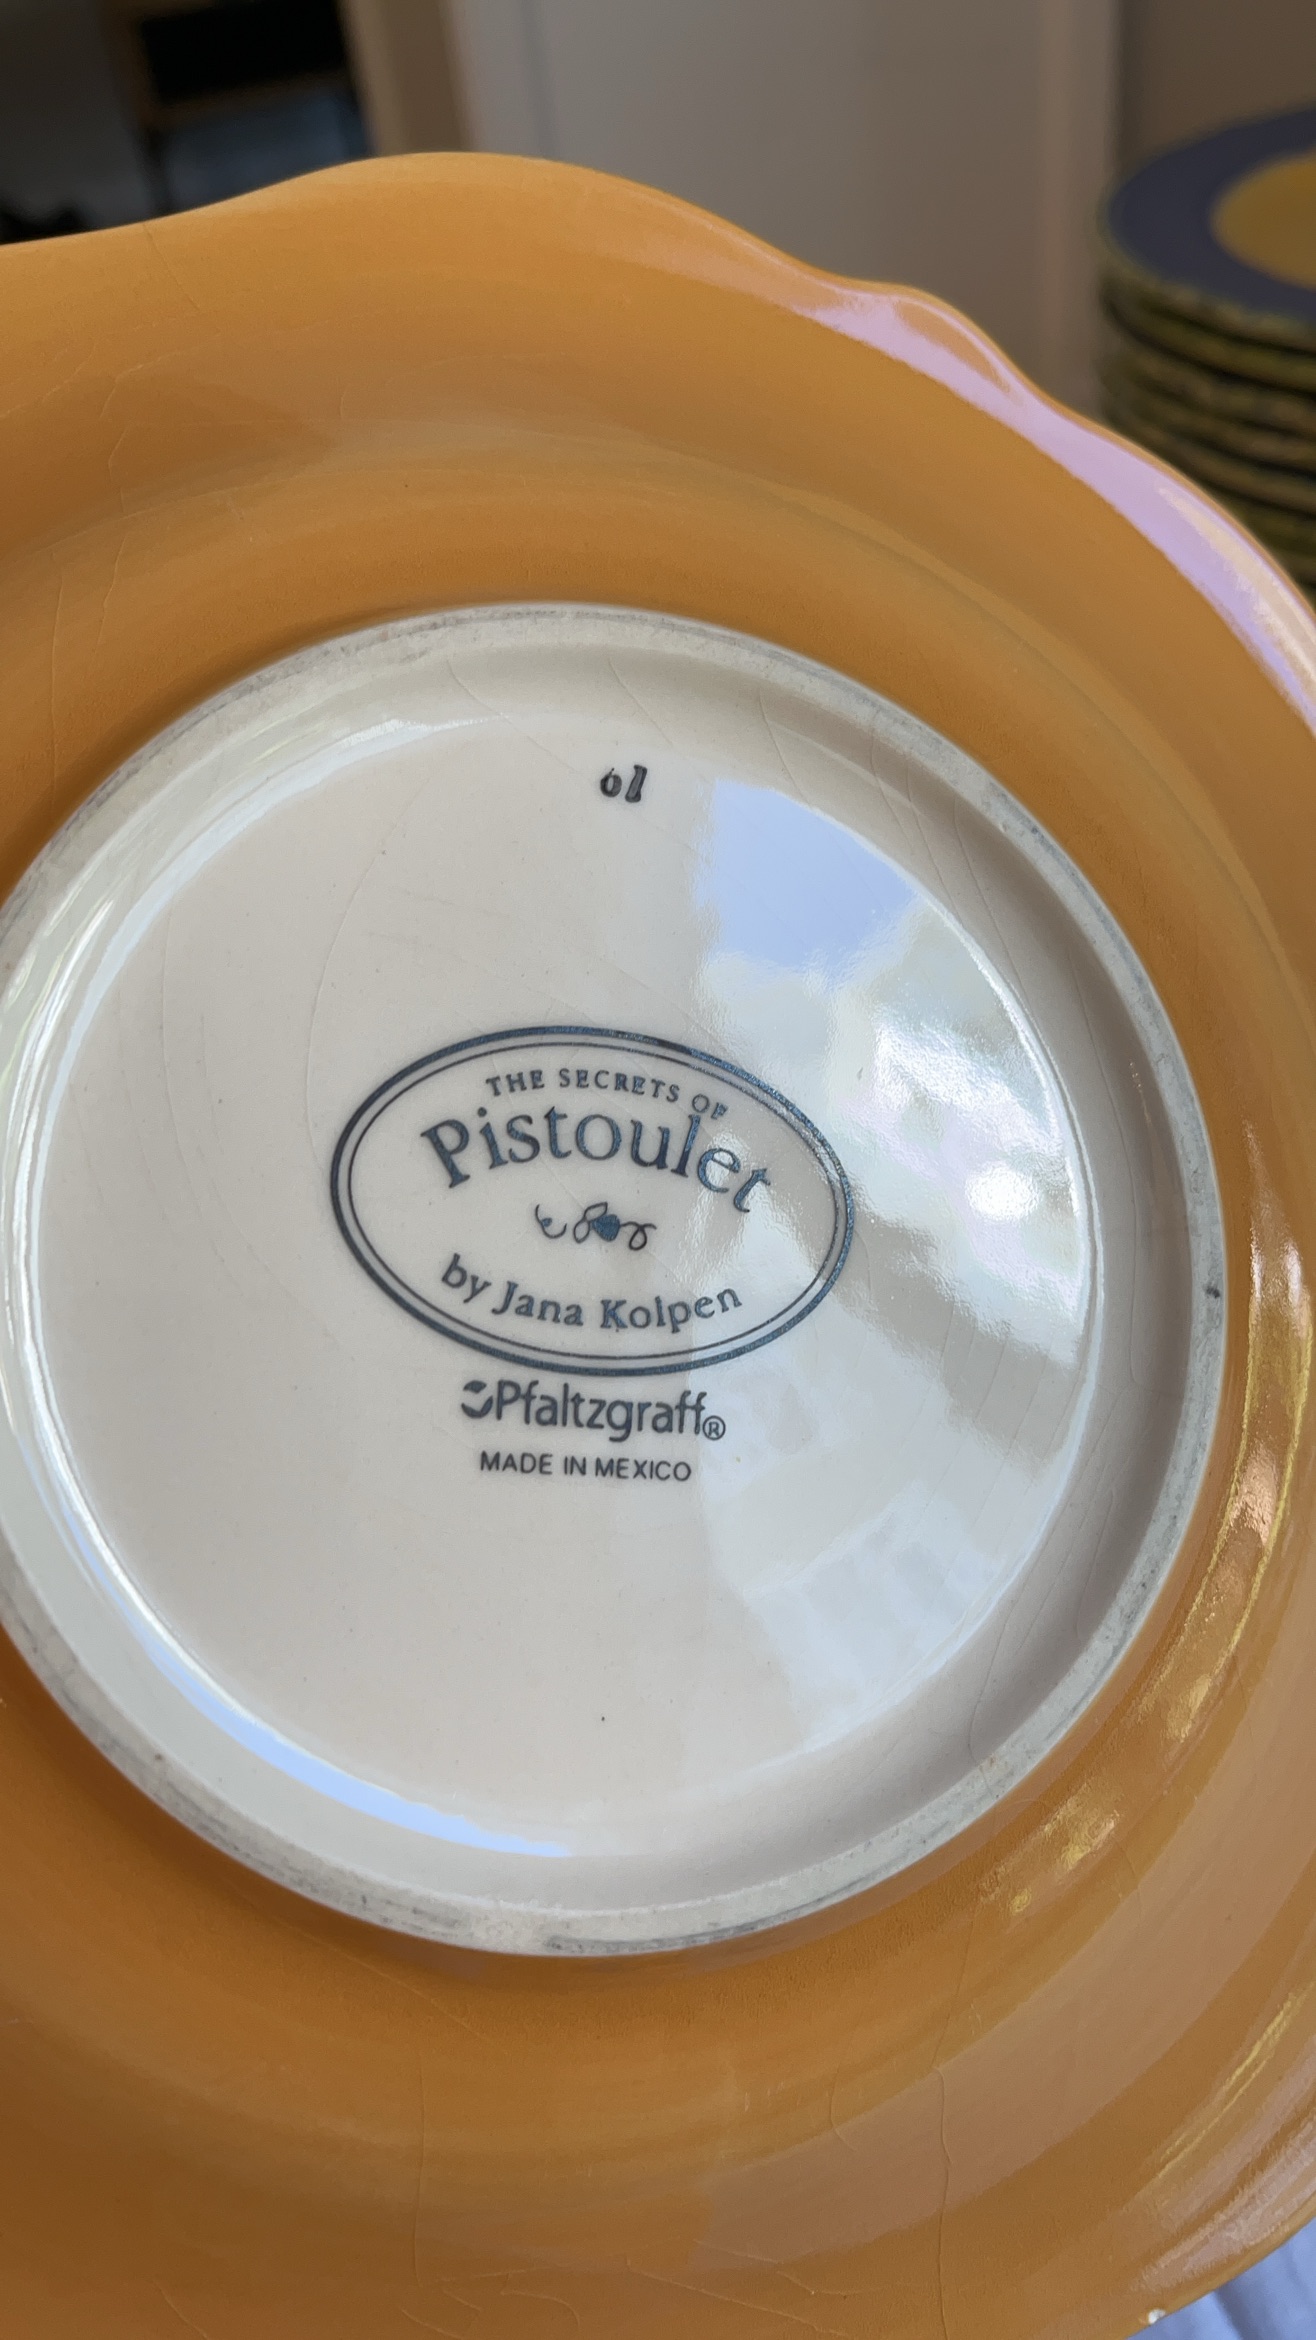 01
THE SECRETS OF
Pistoulet
by Jana Kolpen
Pfaltzgraff®
MADE IN MEXICO